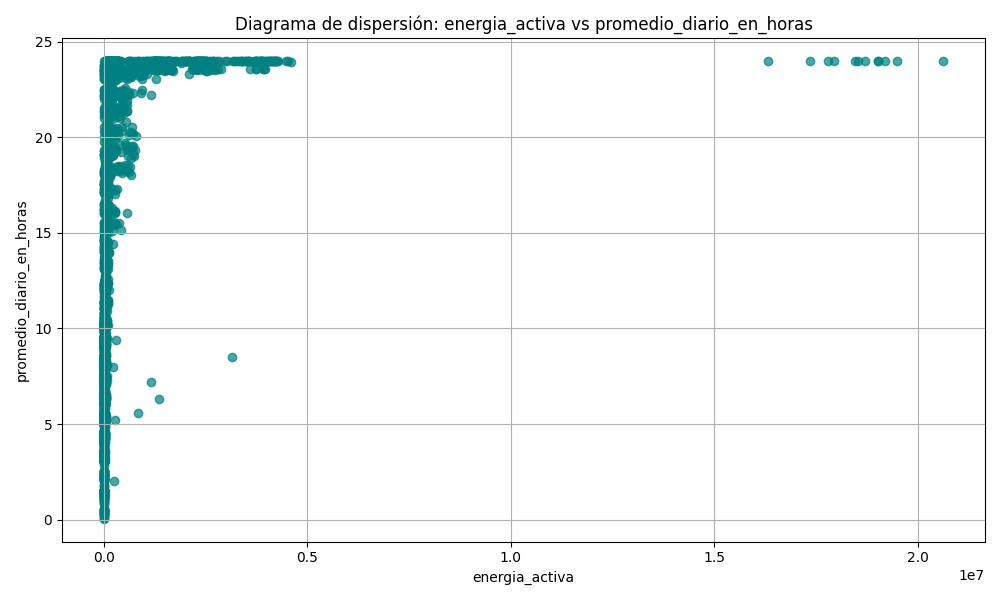 Diagrama de dispersión: energia_activa vs promedio_diario_en_horas
promedio_diario_en_horas
25
20
15
10
5
0
0.0 0.5 1.0 1.5 2.0
1e7
energia_activa